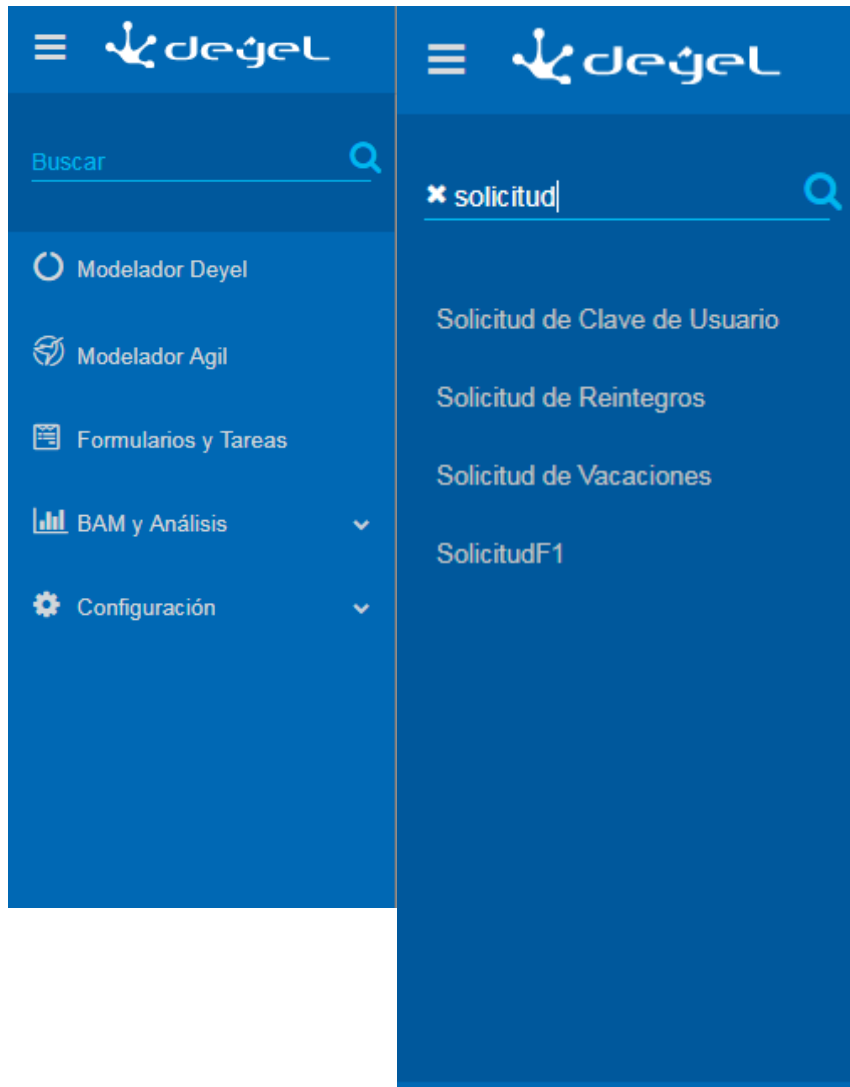 deyel
Buscar
Modelador Deyel
Modelador Agil
Formularios y Tareas
BAM y Análisis
Configuración
deyel
solicitud
Solicitud de Clave de Usuario
Solicitud de Reintegros
Solicitud de Vacaciones
SolicitudF1